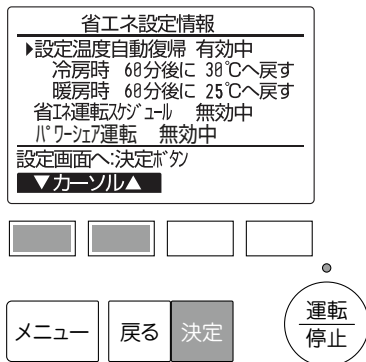 省エネ設定情報
▶設定温度自動復帰 有効中
冷房時 60分後に 30℃へ戻す
暖房時 60分後に 25℃へ戻す
省エネ運転スケジュール 無効中
パワーシェア運転 無効中
設定画面へ:決定ボタン
▼カーソル▲
メニュー 戻る 決定 運転
停止